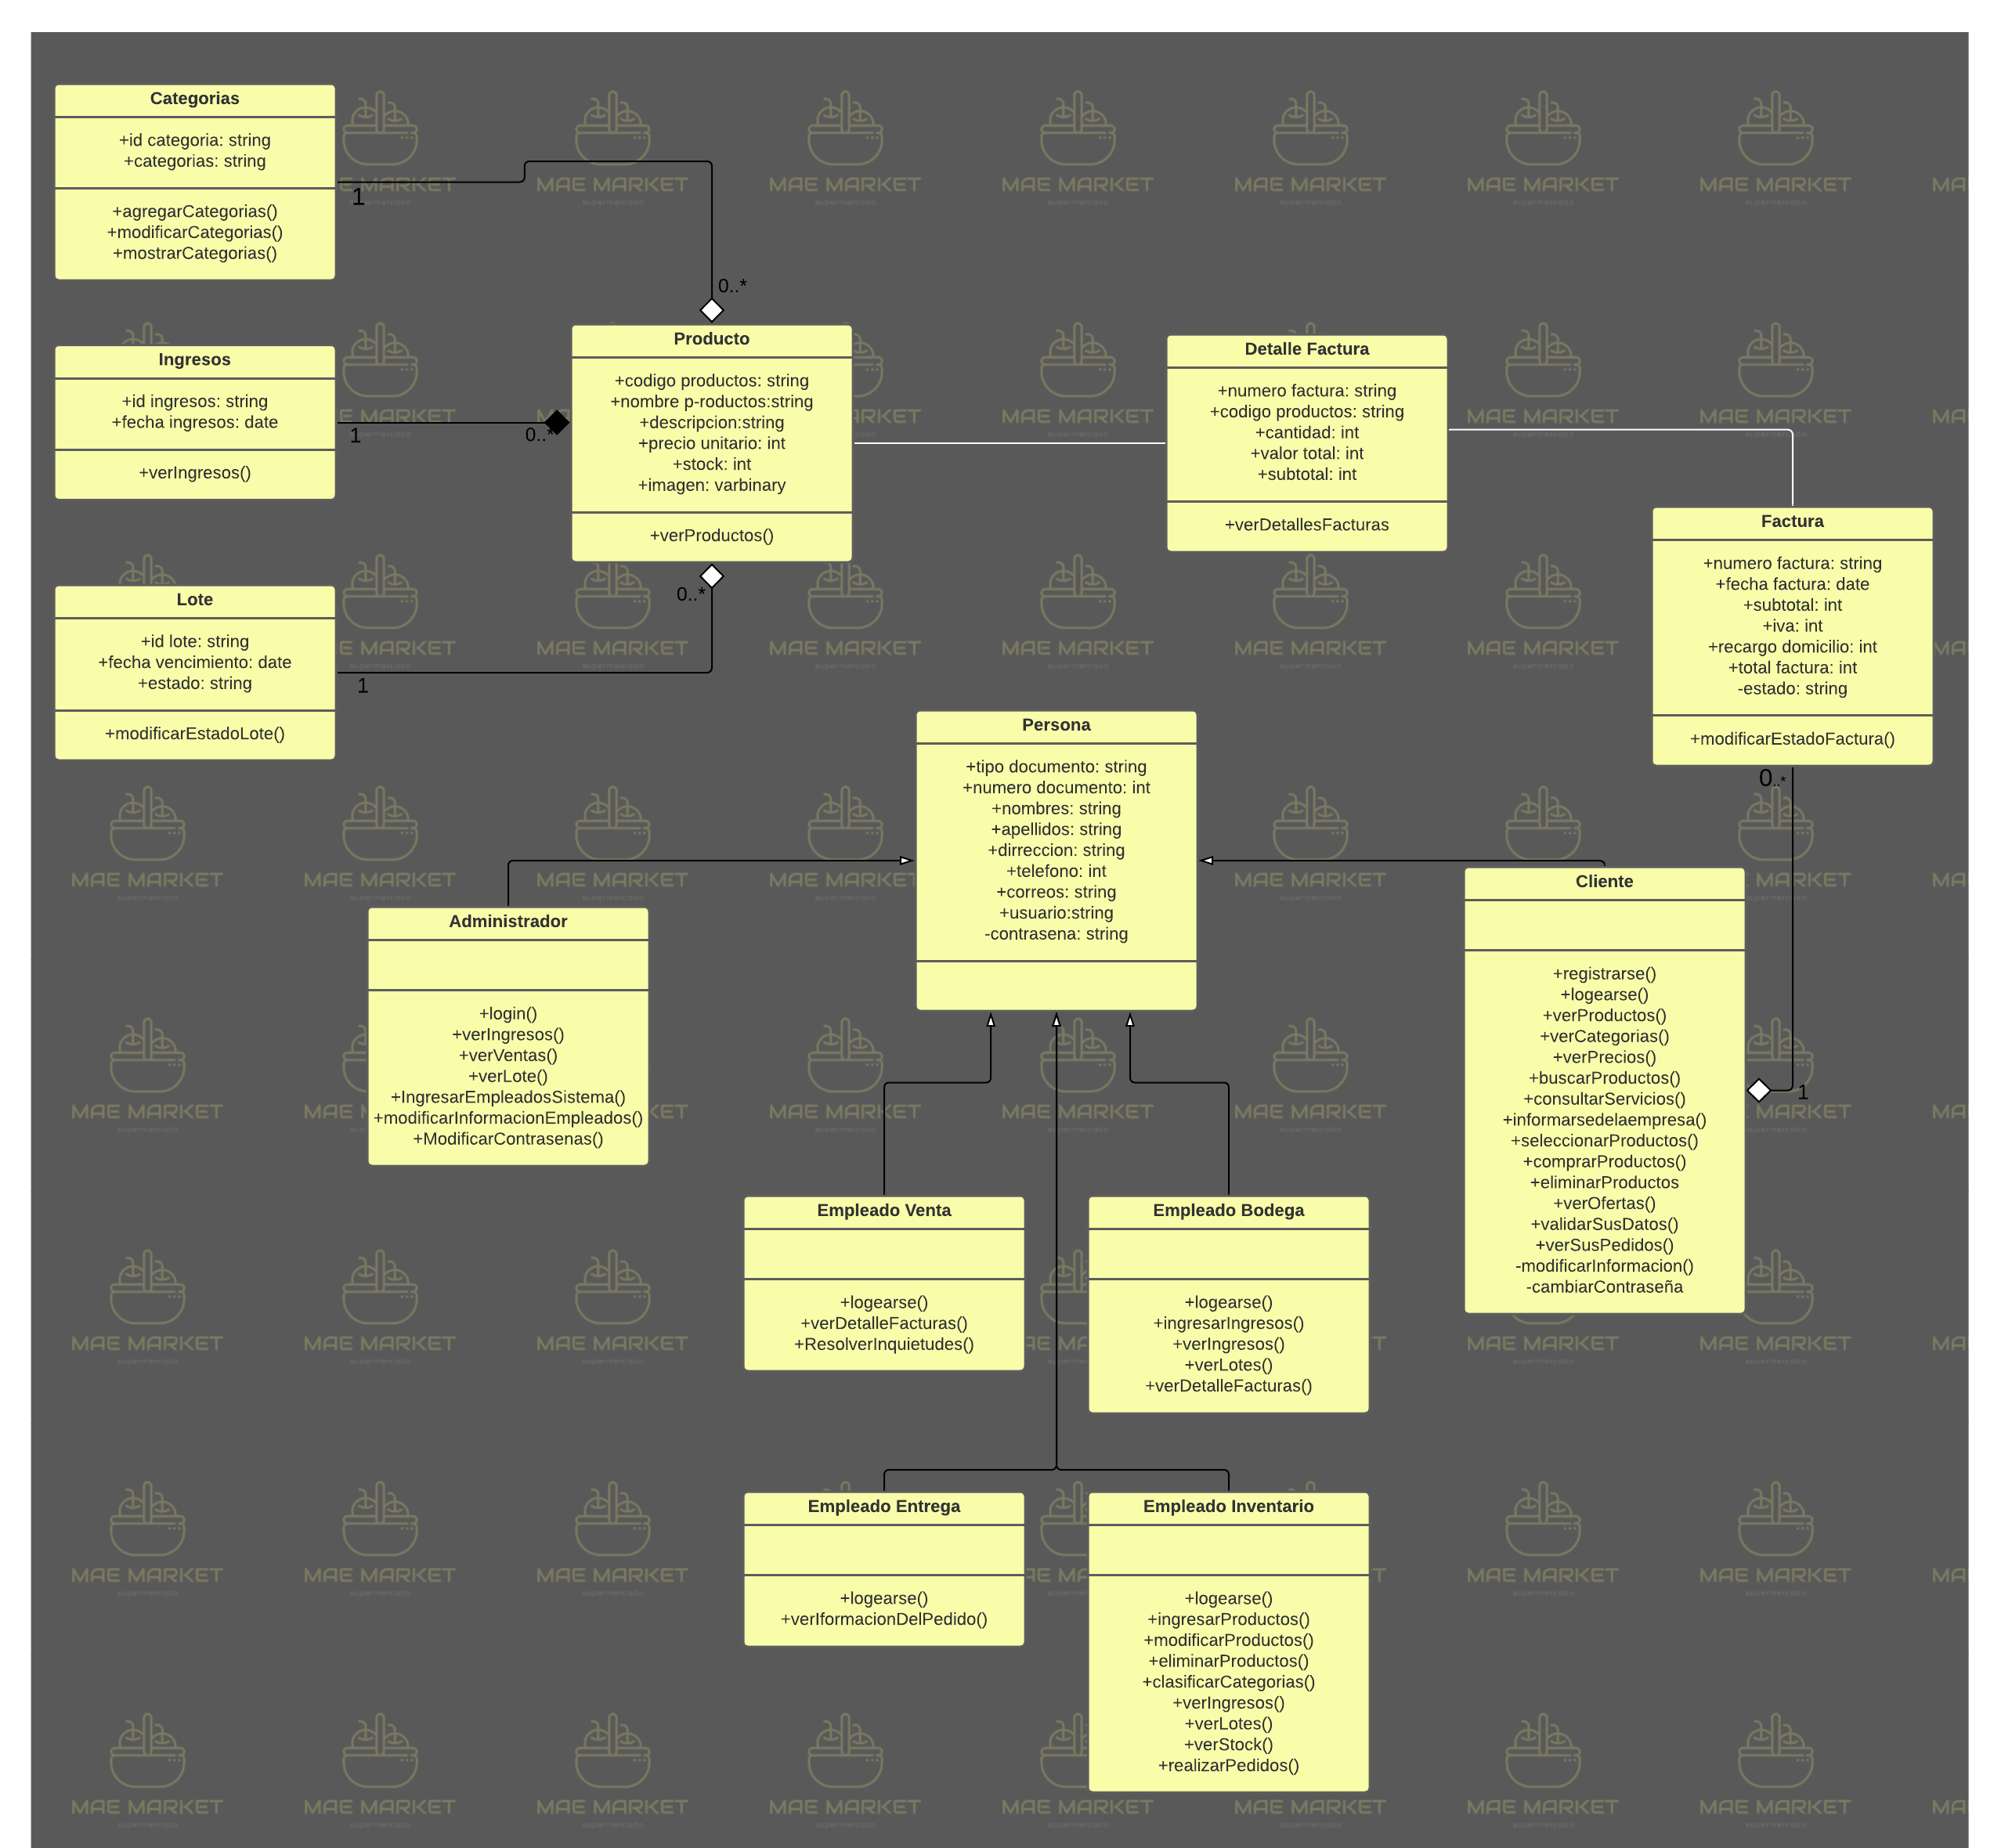 Categorias
+id categoria: string
+categorias: string
+agregarCategorias()
+modificarCategorias()
+mostrarCategorias()
1
0..*
Ingresos
+id ingresos: string
+fecha ingresos: date
+verIngresos()
1
0..*
Producto
+codigo productos: string
+nombre p-roductos:string
+descripcion:string
+precio unitario: int
+stock: int
+imagen: varbinary
+verProductos()
Detalle Factura
+numero factura: string
+codigo productos: string
+cantidad: int
+valor total: int
+subtotal: int
+verDetallesFacturas
Factura
+numero factura: string
+fecha factura: date
+subtotal: int
+iva: int
+recargo domicilio: int
+total factura: int
-estado: string
+modificarEstadoFactura()
0..*
Lote
+id lote: string
+fecha vencimiento: date
+estado: string
+modificarEstadoLote()
1
0..*
Persona
+tipo documento: string
+numero documento: int
+nombres: string
+apellidos: string
+dirreccion: string
+telefono: int
+correos: string
+usuario:string
-contrasena: string
Administrador
+login()
+verIngresos()
+verVentas()
+verLote()
+IngresarEmpleadosSistema()
+modificarInformacionEmpleados()
+ModificarContrasenas()
Cliente
+registrarse()
+logearse()
+verProductos()
+verCategorias()
+verPrecios()
+buscarProductos()
+consultarServicios()
+informarsedelaempresa()
+seleccionarProductos()
+comprarProductos()
+eliminarProductos
+verOfertas()
+validarSusDatos()
+verSusPedidos()
-modificarInformacion()
-cambiarContraseña
1
Empleado Venta
+logearse()
+verDetalleFacturas()
+ResolverInquietudes()
Empleado Bodega
+logearse()
+ingresarIngresos()
+verIngresos()
+verLotes()
+verDetalleFacturas()
Empleado Entrega
+logearse()
+verIformacionDelPedido()
Empleado Inventario
+logearse()
+ingresarProductos()
+modificarProductos()
+eliminarProductos()
+clasificarCategorias()
+verIngresos()
+verLotes()
+verStock()
+realizarPedidos()
MAE MARKET
supermercado